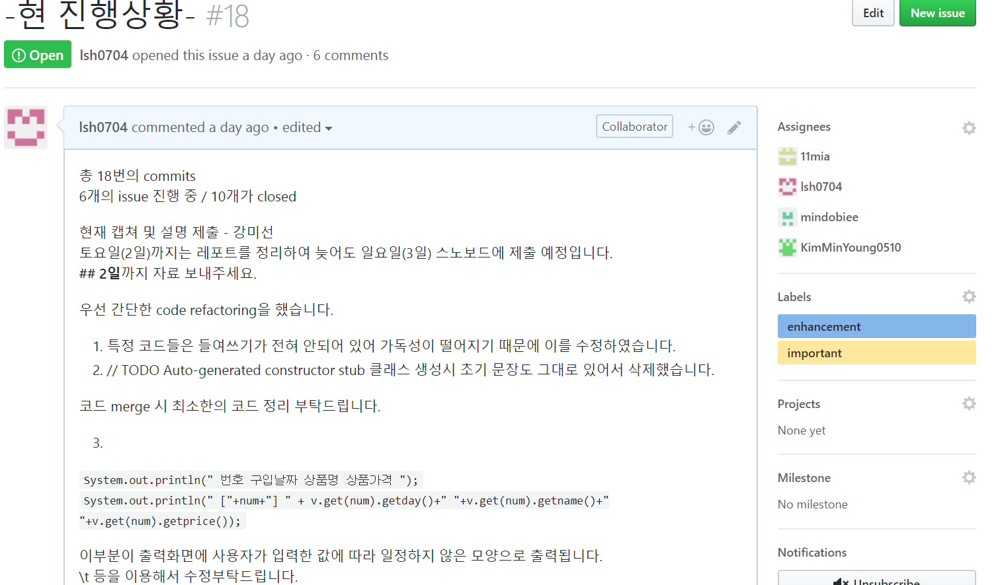 -현 진행상황- #18
Edit
New issue
Open
lsh0704 opened this issue a day ago · 6 comments
lsh0704 commented a day ago • edited
Collaborator
+
총 18번의 commits
6개의 issue 진행 중 / 10개가 closed
현재 캡쳐 및 설명 제출 - 강미선
토요일(2일)까지는 레포트를 정리하여 늦어도 일요일(3일) 스노보드에 제출 예정입니다.
## 2일까지 자료 보내주세요.
우선 간단한 code refactoring을 했습니다.
1. 특정 코드들은 들여쓰기가 전혀 안되어 있어 가독성이 떨어지기 때문에 이를 수정하였습니다.
2. // TODO Auto-generated constructor stub 클래스 생성시 초기 문장도 그대로 있어서 삭제했습니다.
코드 merge 시 최소한의 코드 정리 부탁드립니다.
3.
System.out.println(" 번호 구입날짜 상품명 상품가격 ");
System.out.println(" ["+num+"] " + v.get(num).getday()+" "+v.get(num).getname()+"
"+v.get(num).getprice());
이부분이 출력화면에 사용자가 입력한 값에 따라 일정하지 않은 모양으로 출력됩니다.
\t 등을 이용해서 수정부탁드립니다.
Assignees
11mia
lsh0704
mindobiee
KimMinYoung0510
Labels
enhancement
important
Projects
None yet
Milestone
No milestone
Notifications
Unsubscribe